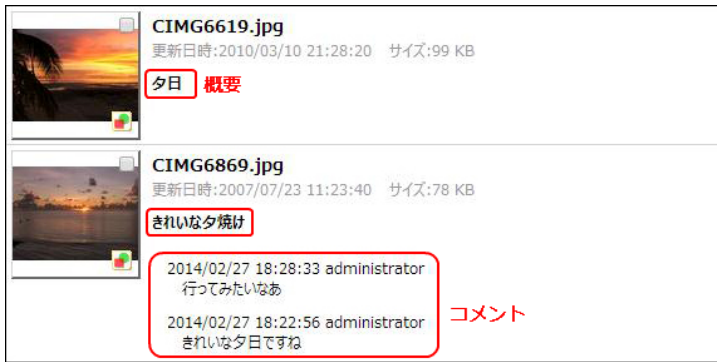 CIMG6619.jpg
更新日時:2010/03/10 21:28:20 サイズ:99 KB
夕日 概要
CIMG6869.jpg
更新日時:2007/07/23 11:23:40 サイズ:78 KB
きれいな夕焼け
2014/02/27 18:28:33 administrator
行ってみたいなあ
コメント
2014/02/27 18:22:56 administrator
きれいな夕日ですね